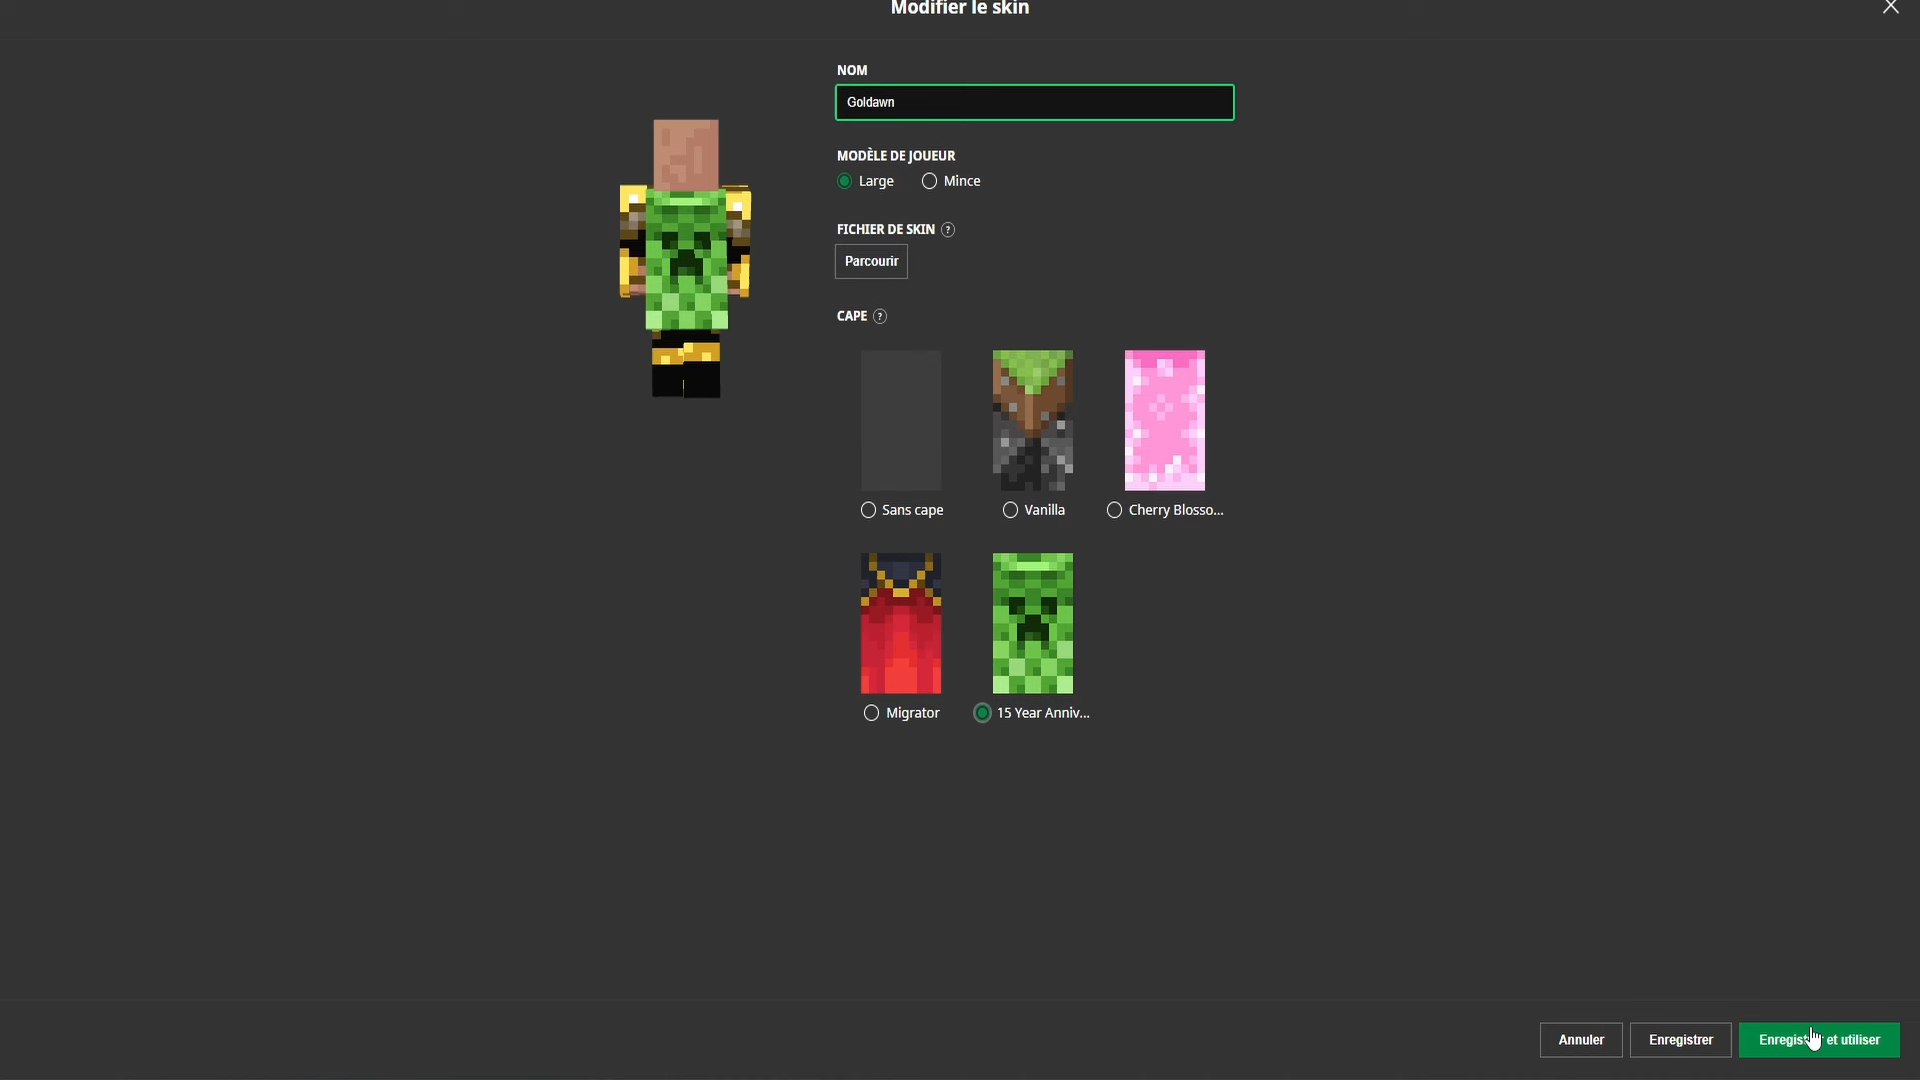 Modifier le skin
NOM
Goldawn
MODÈLE DE JOUEUR
Large Mince
FICHIER DE SKIN ?
Parcourir
CAPE ?
Sans cape Vanilla Cherry Blosso...
Migrator 15 Year Anniv...
Annuler Enregistrer et utiliser